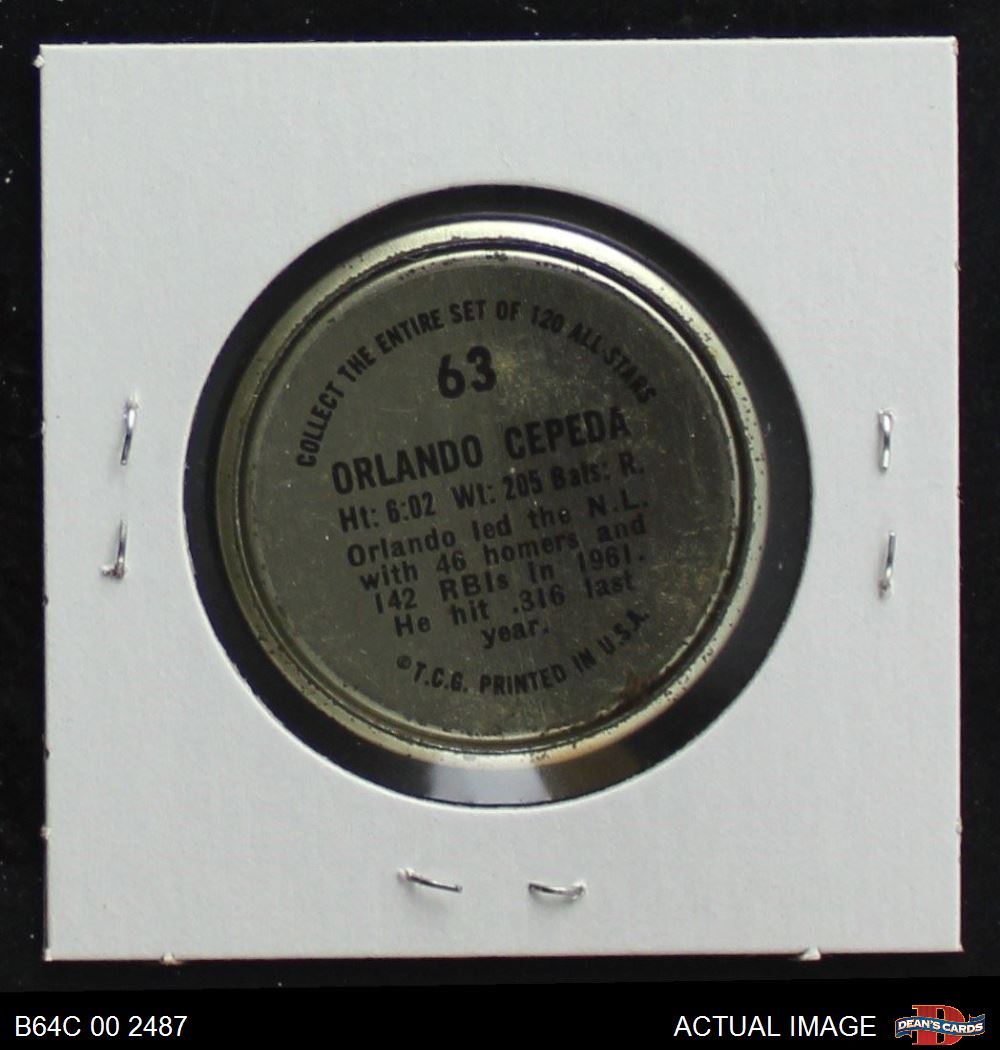 COLLECT THE ENTIRE SET OF 120 ALL-STARS
63
ORLANDO CEPEDA
Ht: 6:02 Wt: 205 Bats: R.
Orlando led the N.L.
with 46 homers and
142 RBIs in 1961.
He hit .316 last
year.
©T.C.G. PRINTED IN U.S.A.
B64C 00 2487
ACTUAL IMAGE
DEAN'S CARDS